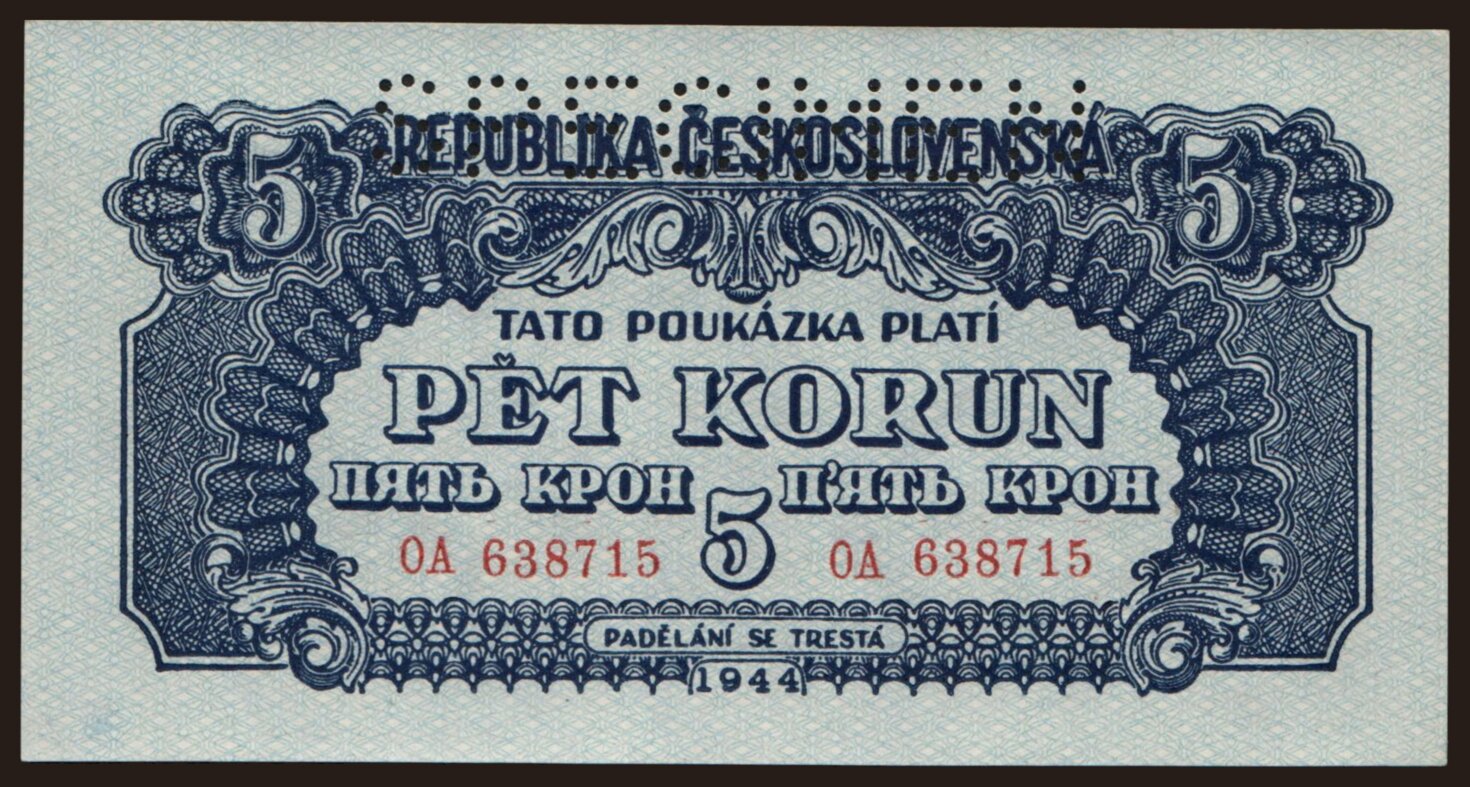 SPECIMEN
REPUBLIKA ČESKOSLOVENSKÁ
5 5
TATO POUKÁZKA PLATÍ
PĚT KORUN
ПЯТЬ КРОН 5 П'ЯТЬ КРОН
OA 638715 OA 638715
PADĚLÁNÍ SE TRESTÁ
1944